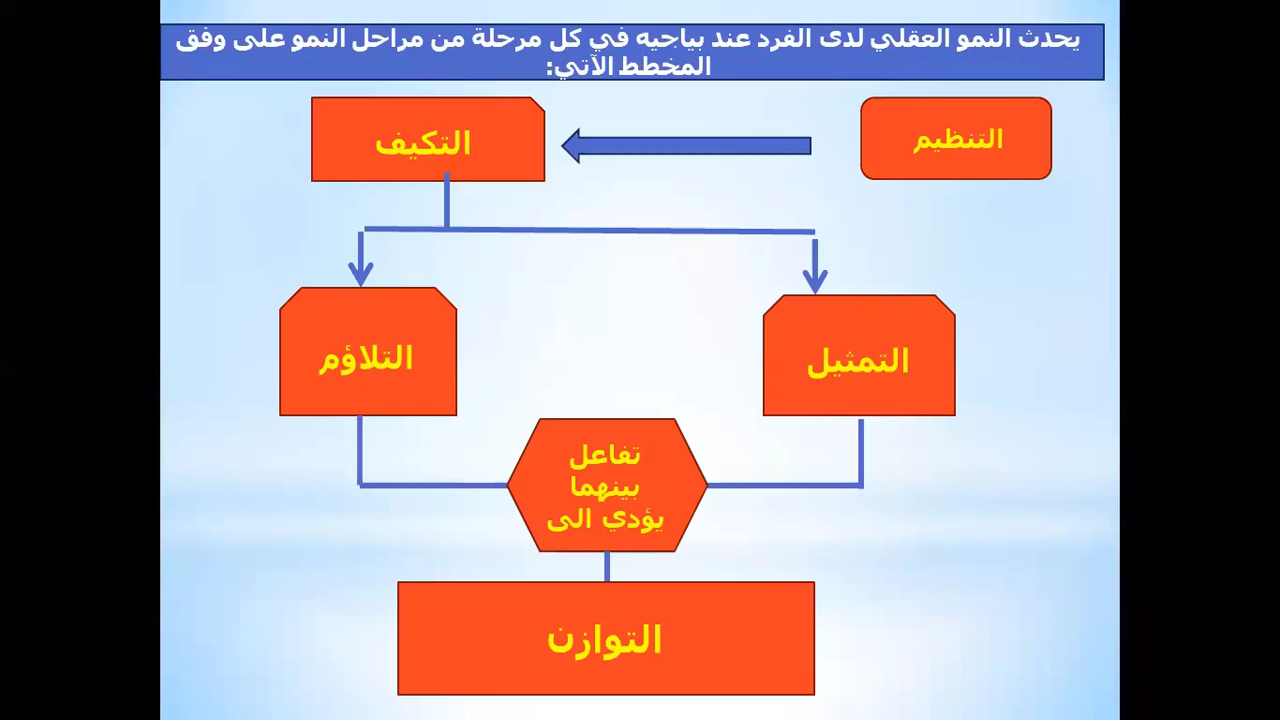 يحدث النمو العقلي لدى الفرد عند بياجيه في كل مرحلة من مراحل النمو على وفق
المخطط الآتي:
التنظيم
التكيف
التمثيل
التلاؤم
تفاعل
بينهما
يؤدي الى
التوازن